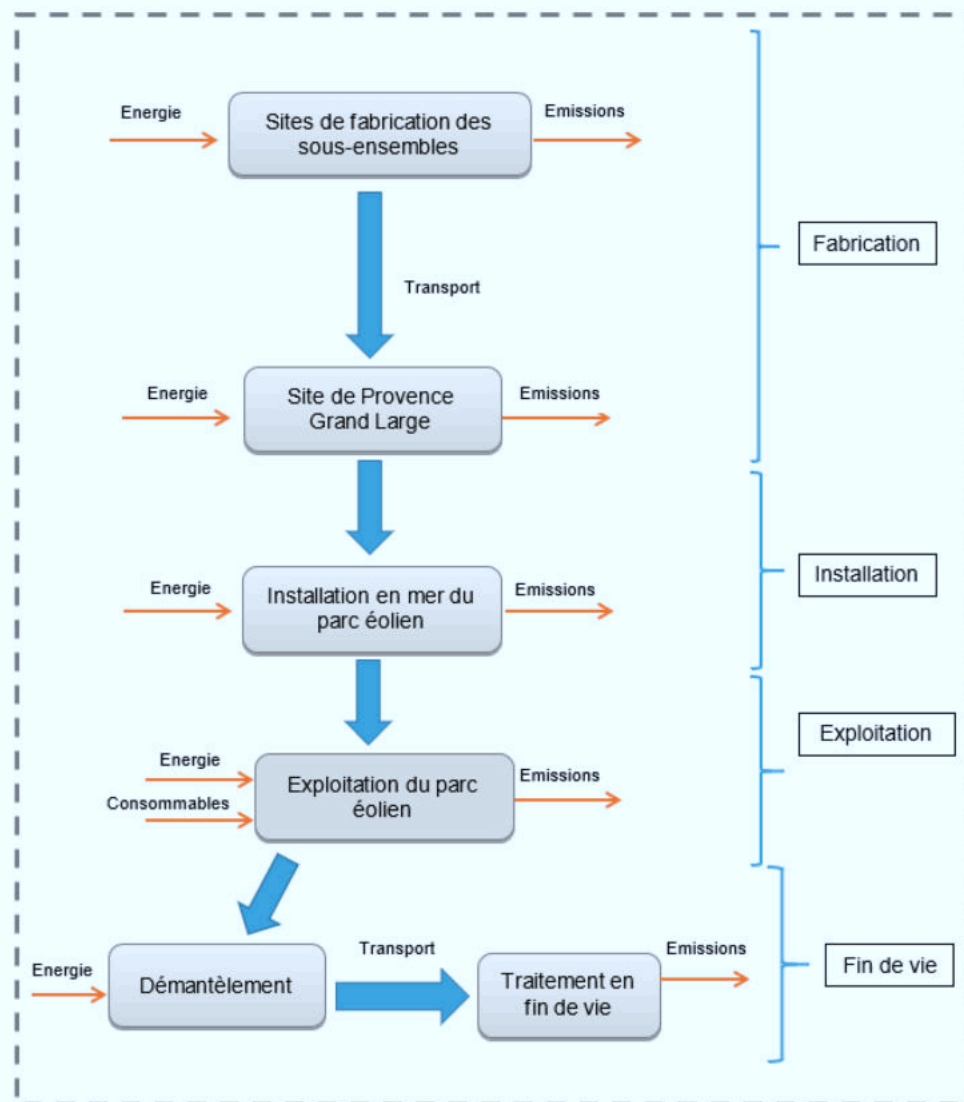 Energie
Sites de fabrication des
sous-ensembles
Emissions
Fabrication
Transport
Energie
Site de Provence
Grand Large
Emissions
Energie
Installation en mer du
parc éolien
Emissions
Installation
Energie
Consommables
Exploitation du parc
éolien
Emissions
Exploitation
Energie
Démantèlement
Transport
Traitement en
fin de vie
Emissions
Fin de vie